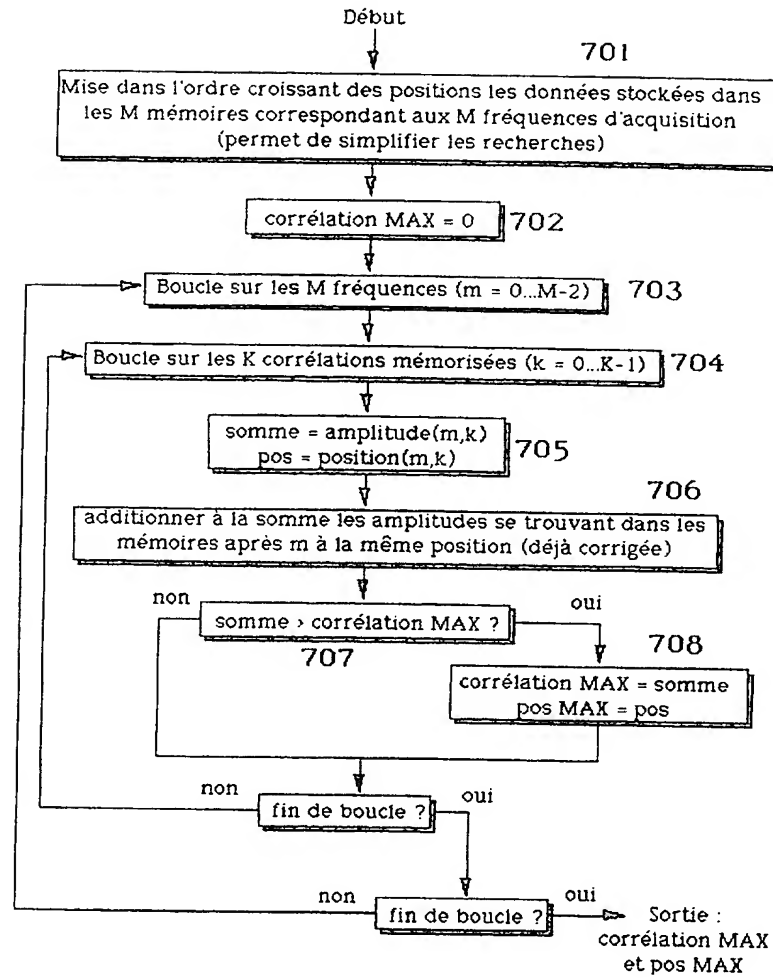 Début
701
Mise dans l'ordre croissant des positions les données stockées dans
les M mémoires correspondant aux M fréquences d'acquisition
(permet de simplifier les recherches)
corrélation MAX = 0
702
Boucle sur les M fréquences (m = 0...M-2)
703
Boucle sur les K corrélations mémorisées (k = 0...K-1)
704
somme = amplitude(m,k)
pos = position(m,k)
705
706
additionner à la somme les amplitudes se trouvant dans les
mémoires après m à la même position (déjà corrigée)
non
somme > corrélation MAX ?
oui
707
708
corrélation MAX = somme
pos MAX = pos
non
fin de boucle ?
oui
non
fin de boucle ?
oui
Sortie :
corrélation MAX
et pos MAX